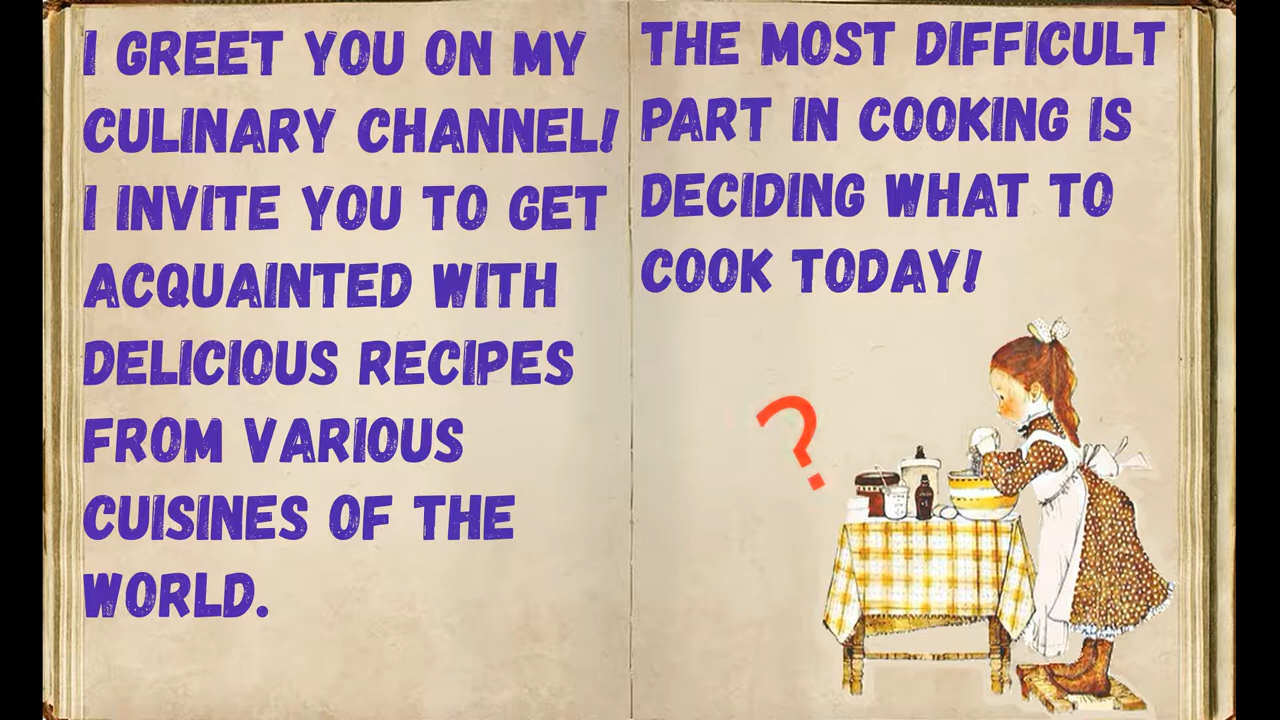 I GREET YOU ON MY
CULINARY CHANNEL!
I INVITE YOU TO GET
ACQUAINTED WITH
DELICIOUS RECIPES
FROM VARIOUS
CUISINES OF THE
WORLD.
THE MOST DIFFICULT
PART IN COOKING IS
DECIDING WHAT TO
COOK TODAY!
?